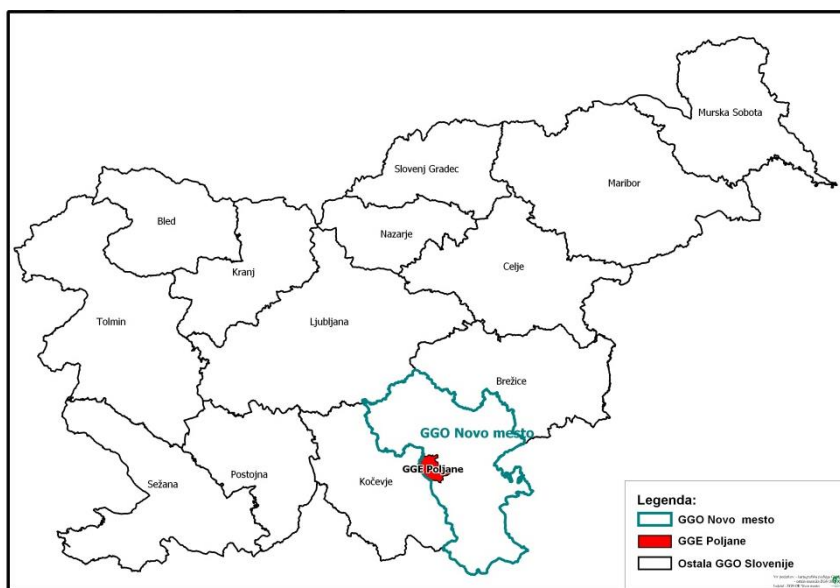 Murska Sobota
Slovenj Gradec
Maribor
Bled
Nazarje
Kranj
Celje
Tolmin
Ljubljana
Brežice
GGO Novo mesto
GGE Poljane
Sežana
Postojna
Kočevje
Legenda:
GGO Novo mesto
GGE Poljane
Ostala GGO Slovenije